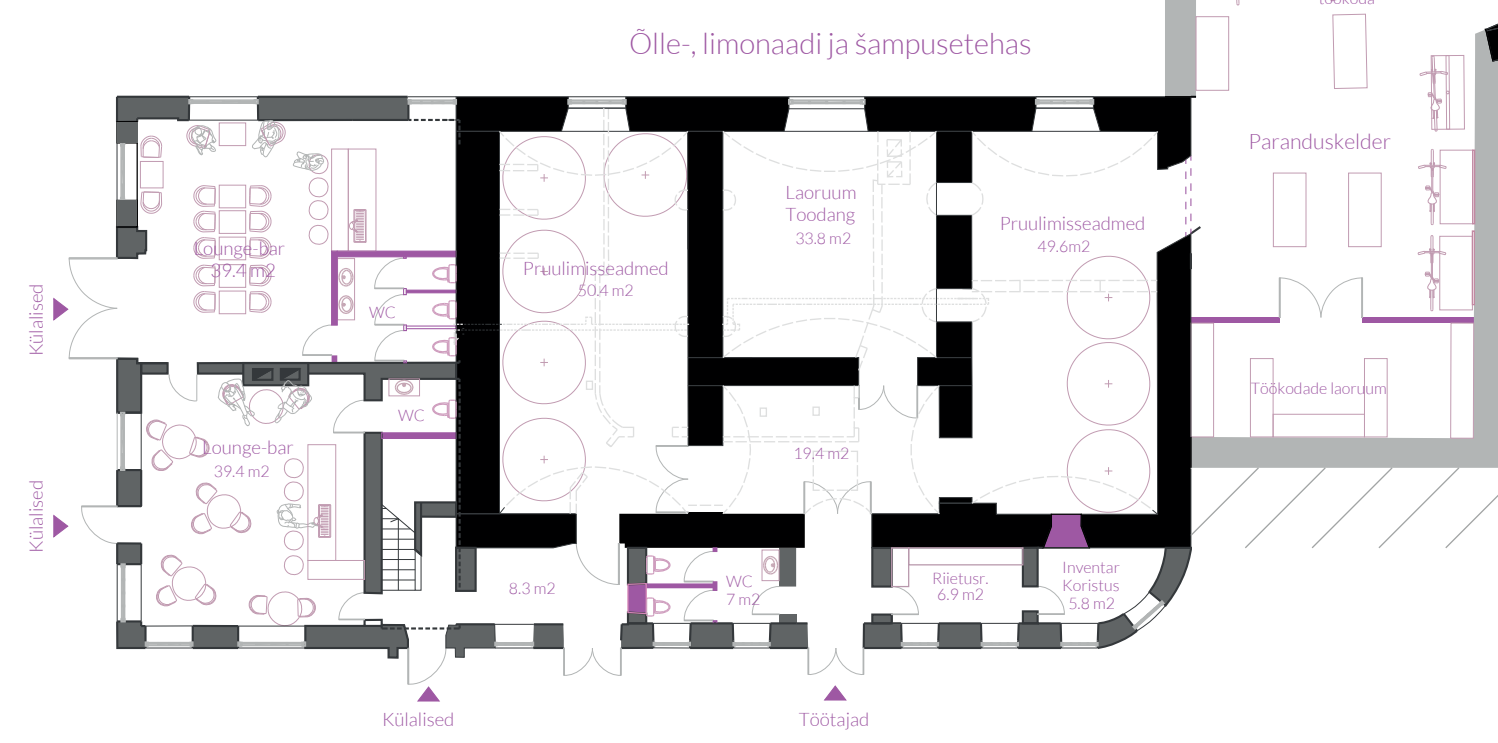 töökoda
Õlle-, limonaadi ja šampusetehas
Paranduskelder
Laoruum
Toodang
33.8 m2
Pruulimisseadmed
49.6m2
Lounge-bar
39.4 m2
Pruulimisseadmed
50.4 m2
WC
Külalised
Töökodade laoruum
WC
Lounge-bar
39.4 m2
19.4 m2
Külalised
8.3 m2
WC
7 m2
Riietusr.
6.9 m2
Inventar
Koristus
5.8 m2
Külalised
Töötajad